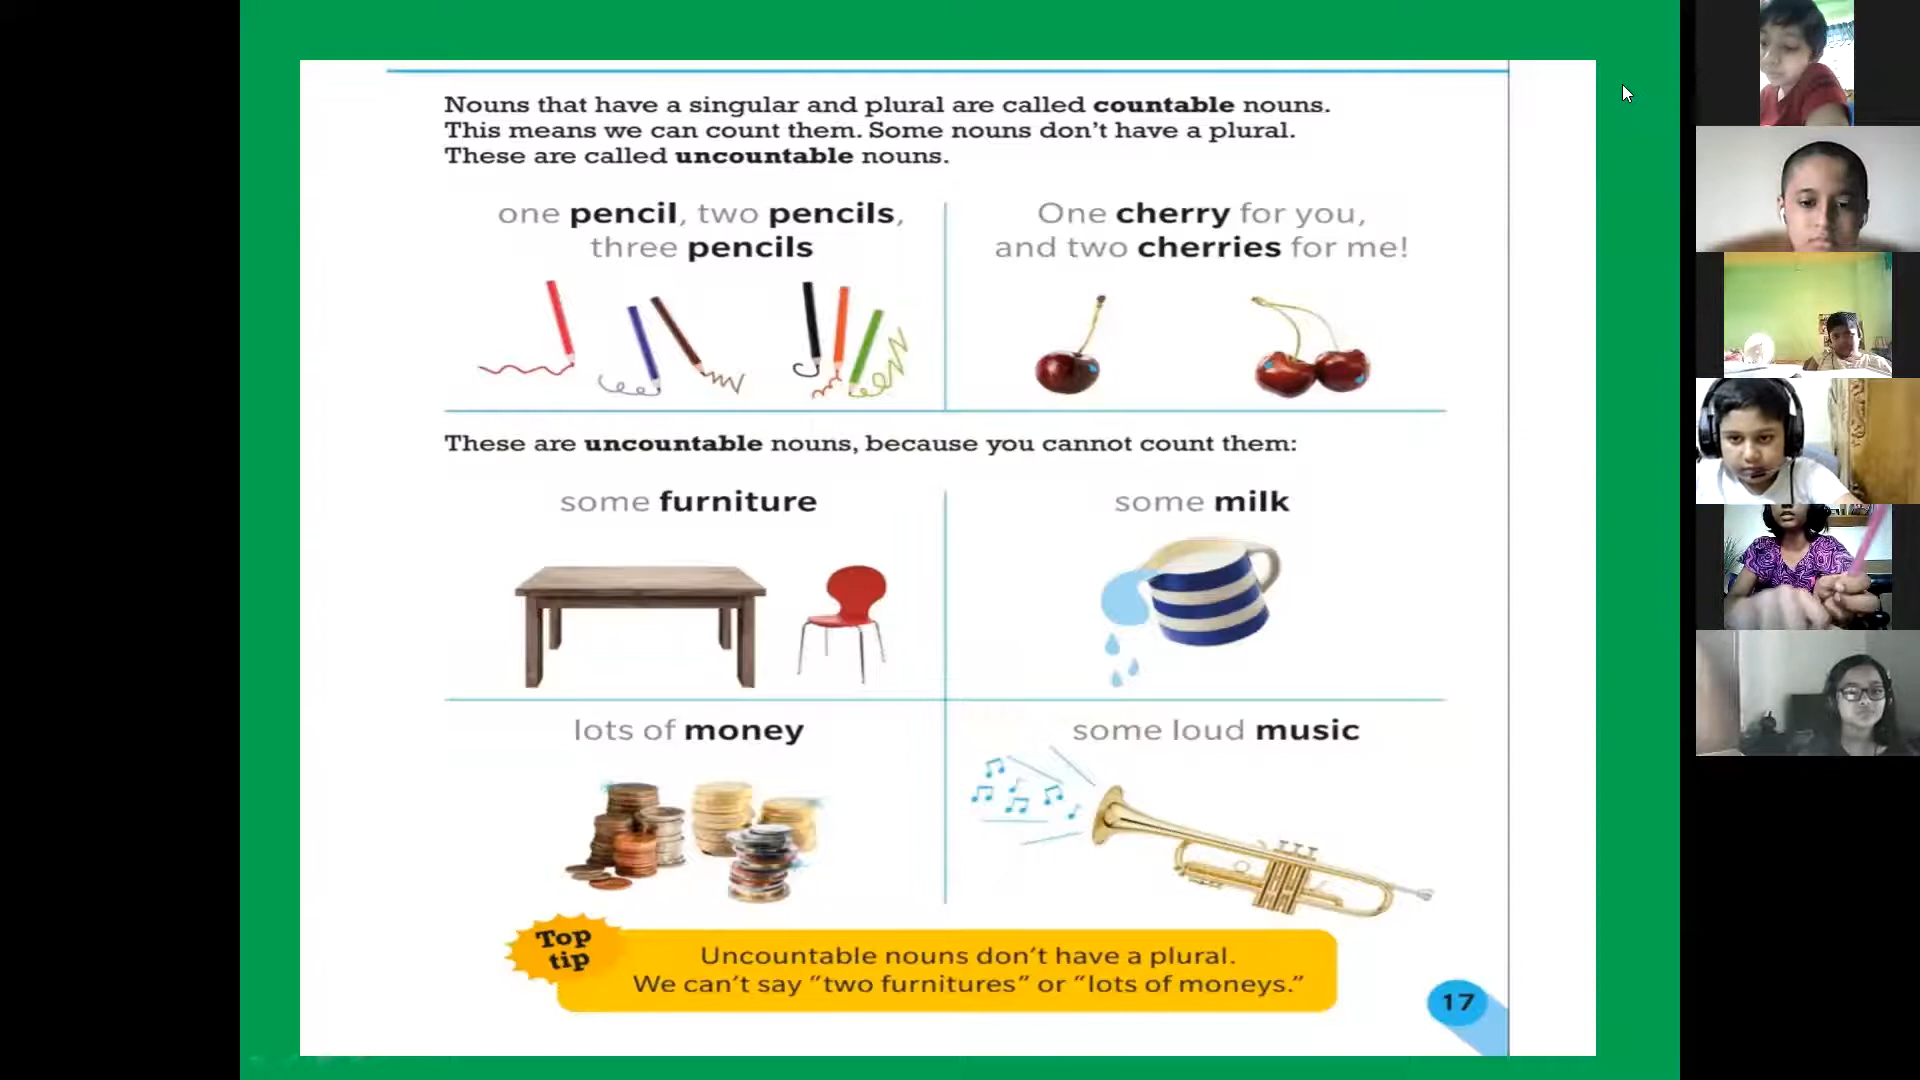 Nouns that have a singular and plural are called countable nouns.
This means we can count them. Some nouns don't have a plural.
These are called uncountable nouns.
one pencil, two pencils,
three pencils
One cherry for you,
and two cherries for me!
These are uncountable nouns, because you cannot count them:
some furniture
some milk
lots of money
some loud music
Top
tip
Uncountable nouns don't have a plural.
We can't say "two furnitures" or "lots of moneys."
17